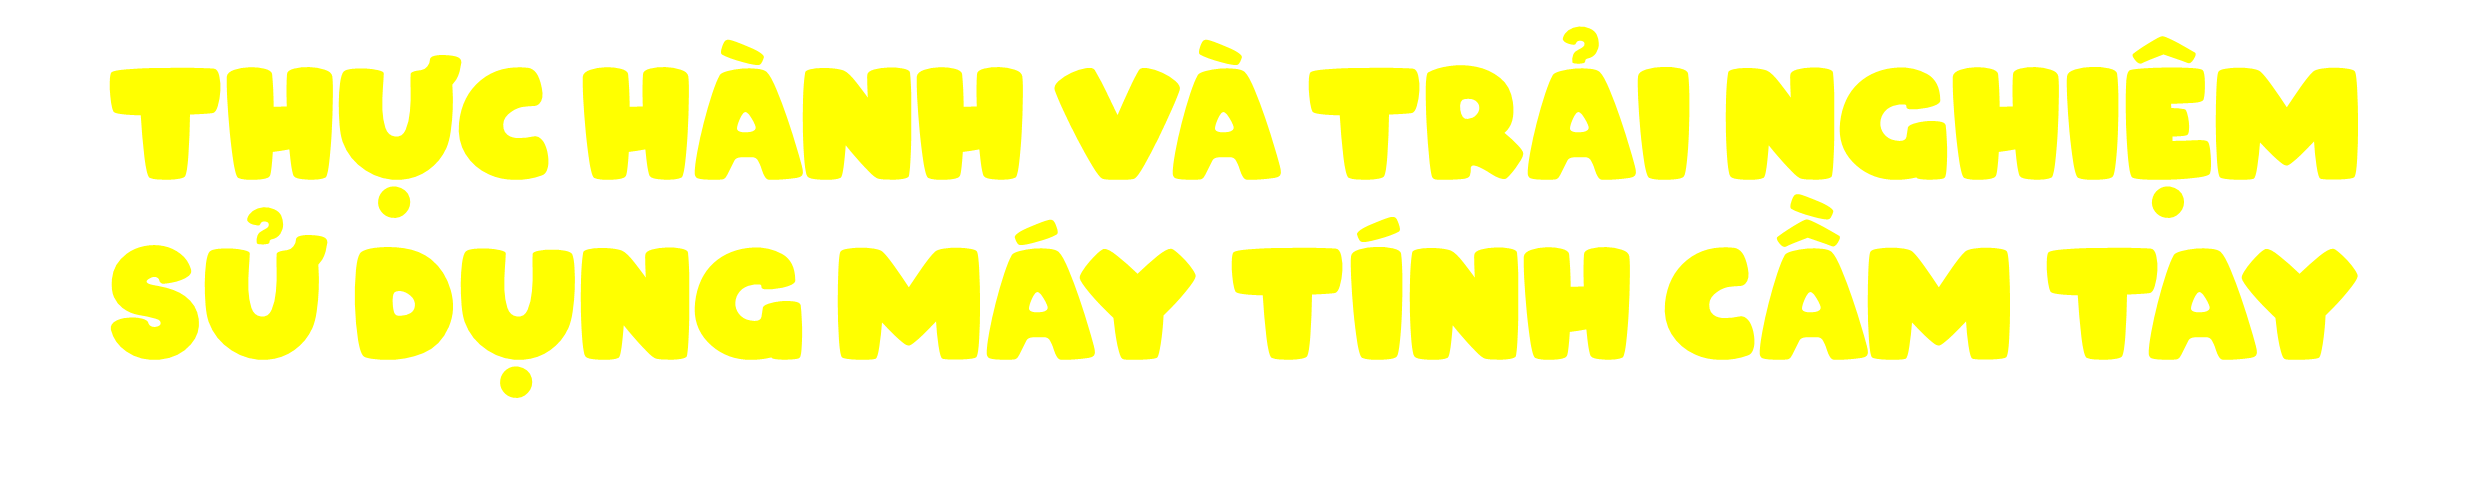 THỰC HÀNH VÀ TRẢI NGHIỆM
SỬ DỤNG MÁY TÍNH CẦM TAY